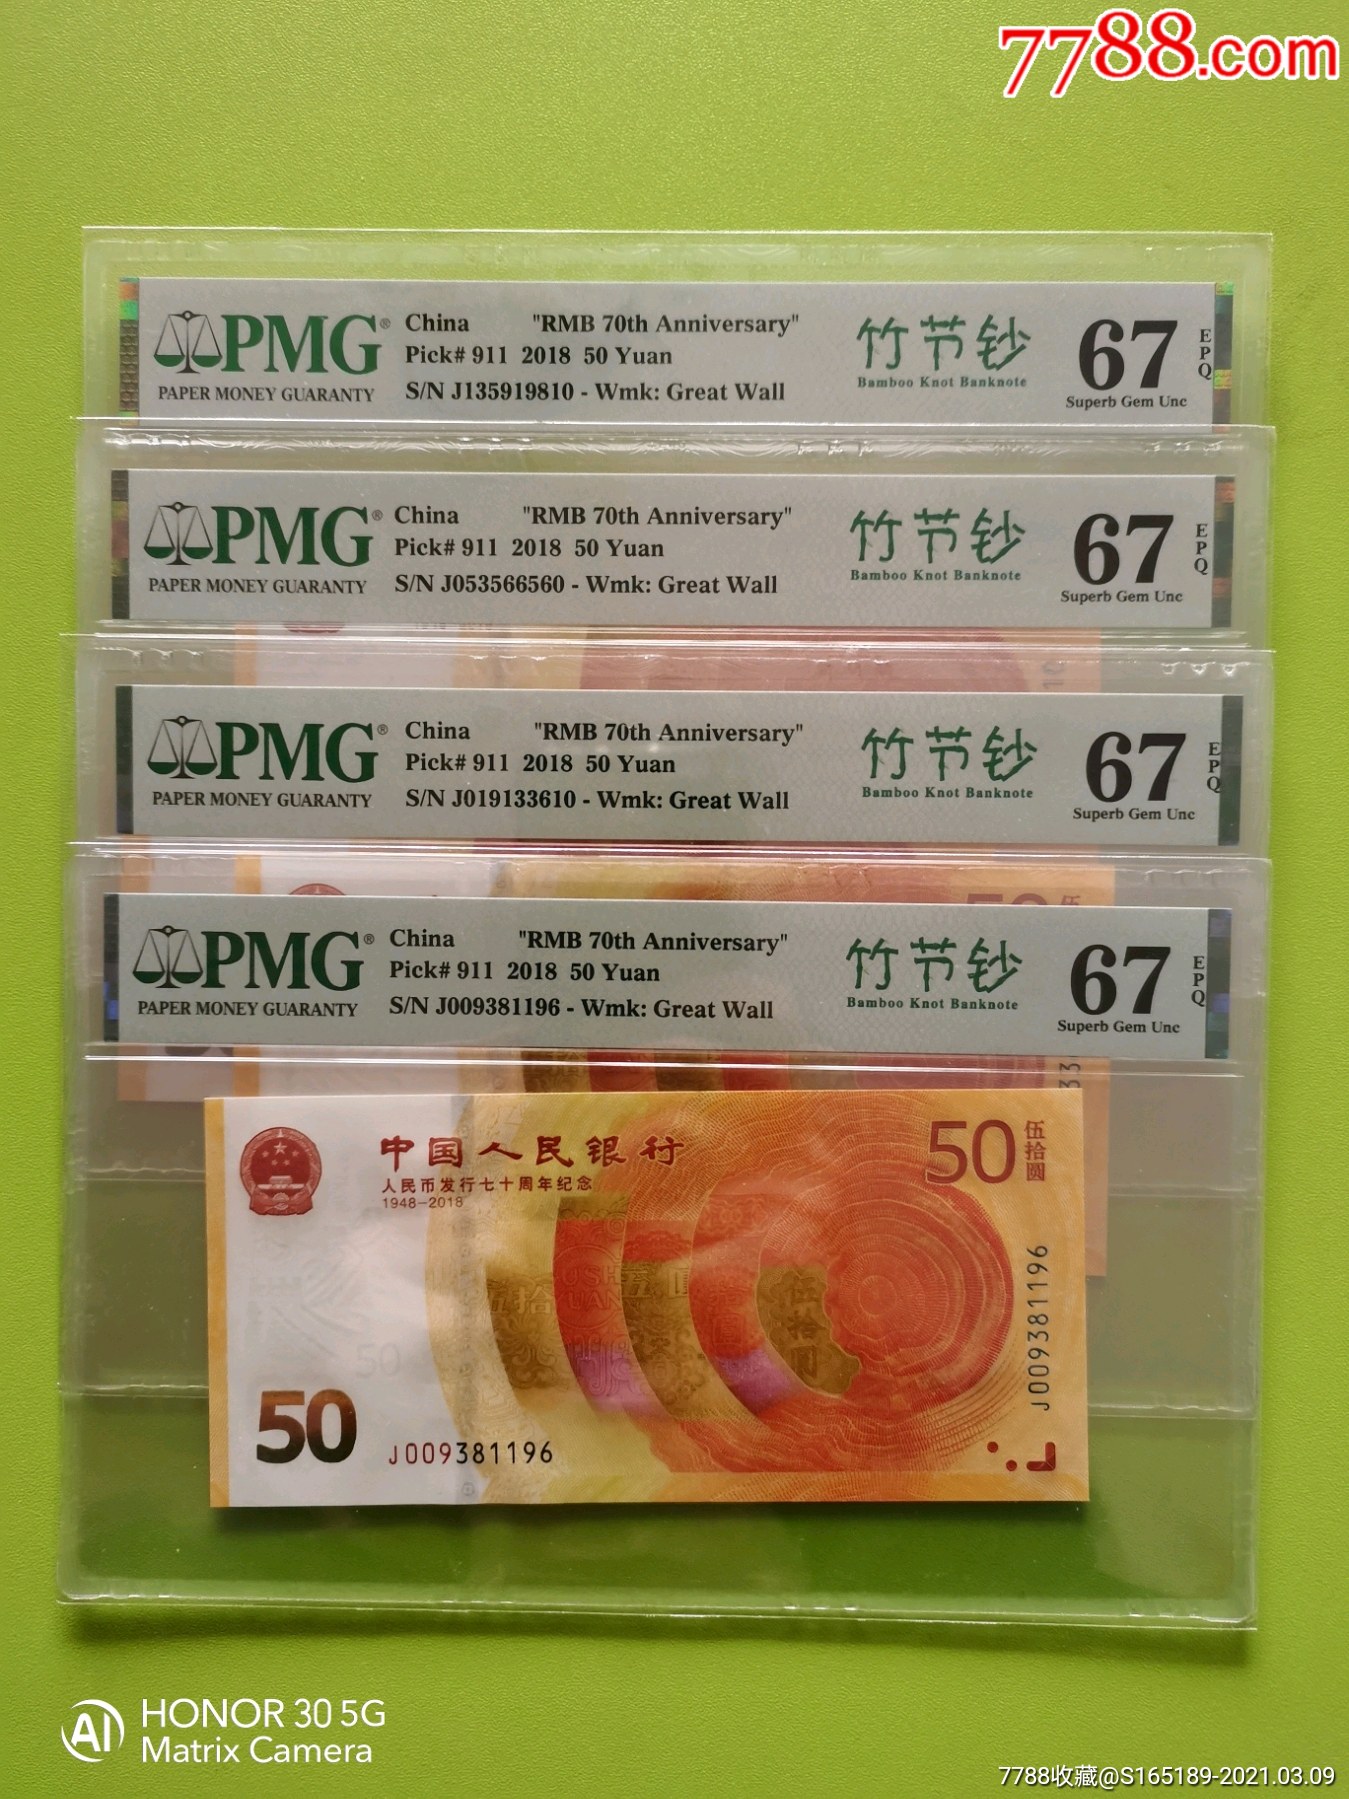 7788.com
PMG®
PAPER MONEY GUARANTY
China "RMB 70th Anniversary"
Pick# 911 2018 50 Yuan
S/N J135919810 - Wmk: Great Wall
竹节钞
Bamboo Knot Banknote
67
EPQ
Superb Gem Unc
PMG®
PAPER MONEY GUARANTY
China "RMB 70th Anniversary"
Pick# 911 2018 50 Yuan
S/N J053566560 - Wmk: Great Wall
竹节钞
Bamboo Knot Banknote
67
EPQ
Superb Gem Unc
PMG®
PAPER MONEY GUARANTY
China "RMB 70th Anniversary"
Pick# 911 2018 50 Yuan
S/N J019133610 - Wmk: Great Wall
竹节钞
Bamboo Knot Banknote
67
EPQ
Superb Gem Unc
50
PMG®
PAPER MONEY GUARANTY
China "RMB 70th Anniversary"
Pick# 911 2018 50 Yuan
S/N J009381196 - Wmk: Great Wall
竹节钞
Bamboo Knot Banknote
67
EPQ
Superb Gem Unc
中国人民银行
人民币发行七十周年纪念
1948-2018
50
伍拾圆
伍拾圆
50
50
J009381196
J009381196
AI
HONOR 30 5G
Matrix Camera
7788收藏@S165189-2021.03.09